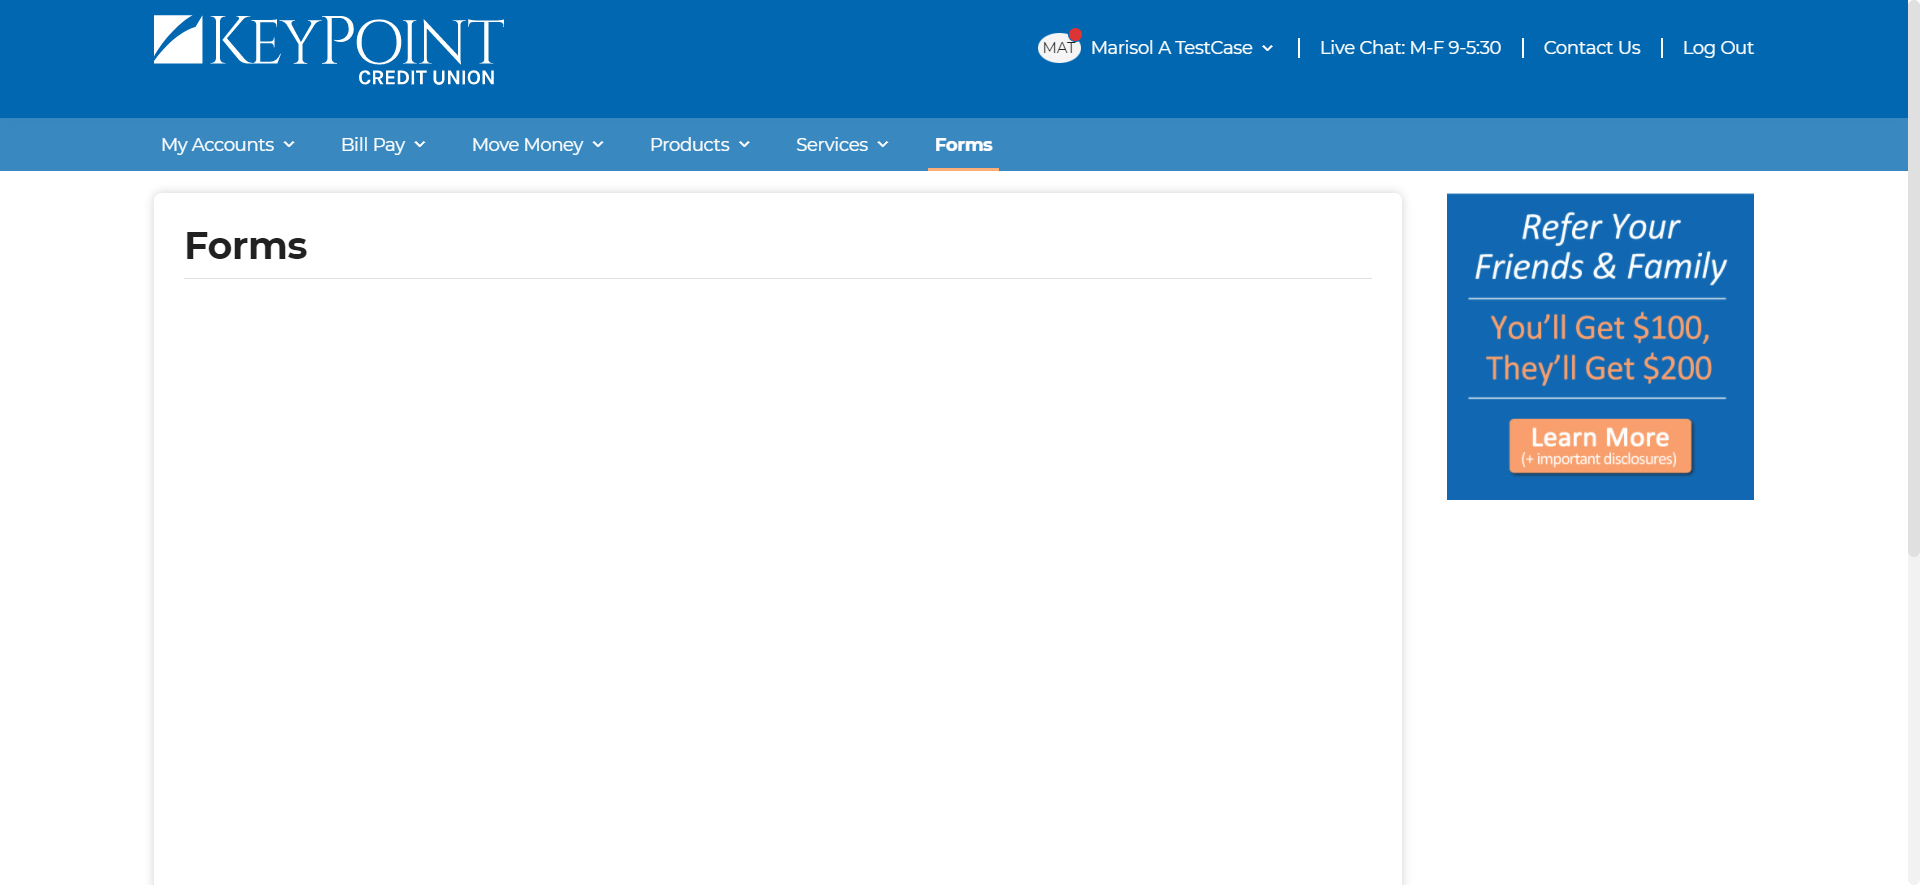 KEYPOINT
CREDIT UNION
MAT Marisol A TestCase
Live Chat: M-F 9-5:30
Contact Us
Log Out
My Accounts
Bill Pay
Move Money
Products
Services
Forms
Forms
Refer Your
Friends & Family
You'll Get $100,
They'll Get $200
Learn More
(+ important disclosures)